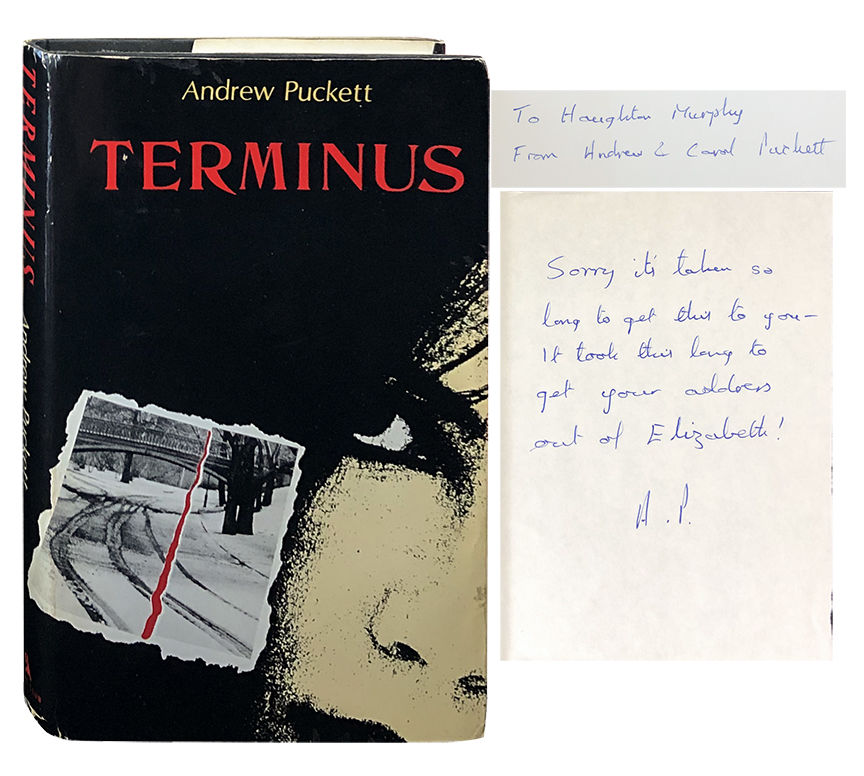 Andrew Puckett
TERMINUS
TERMINUS
Andrew Puckett
To Haughton Murphy
From Andrew & Carol Puckett
Sorry it's taken so
long to get this to you—
It took this long to
get your address
out of Elizabeth!
A.P.